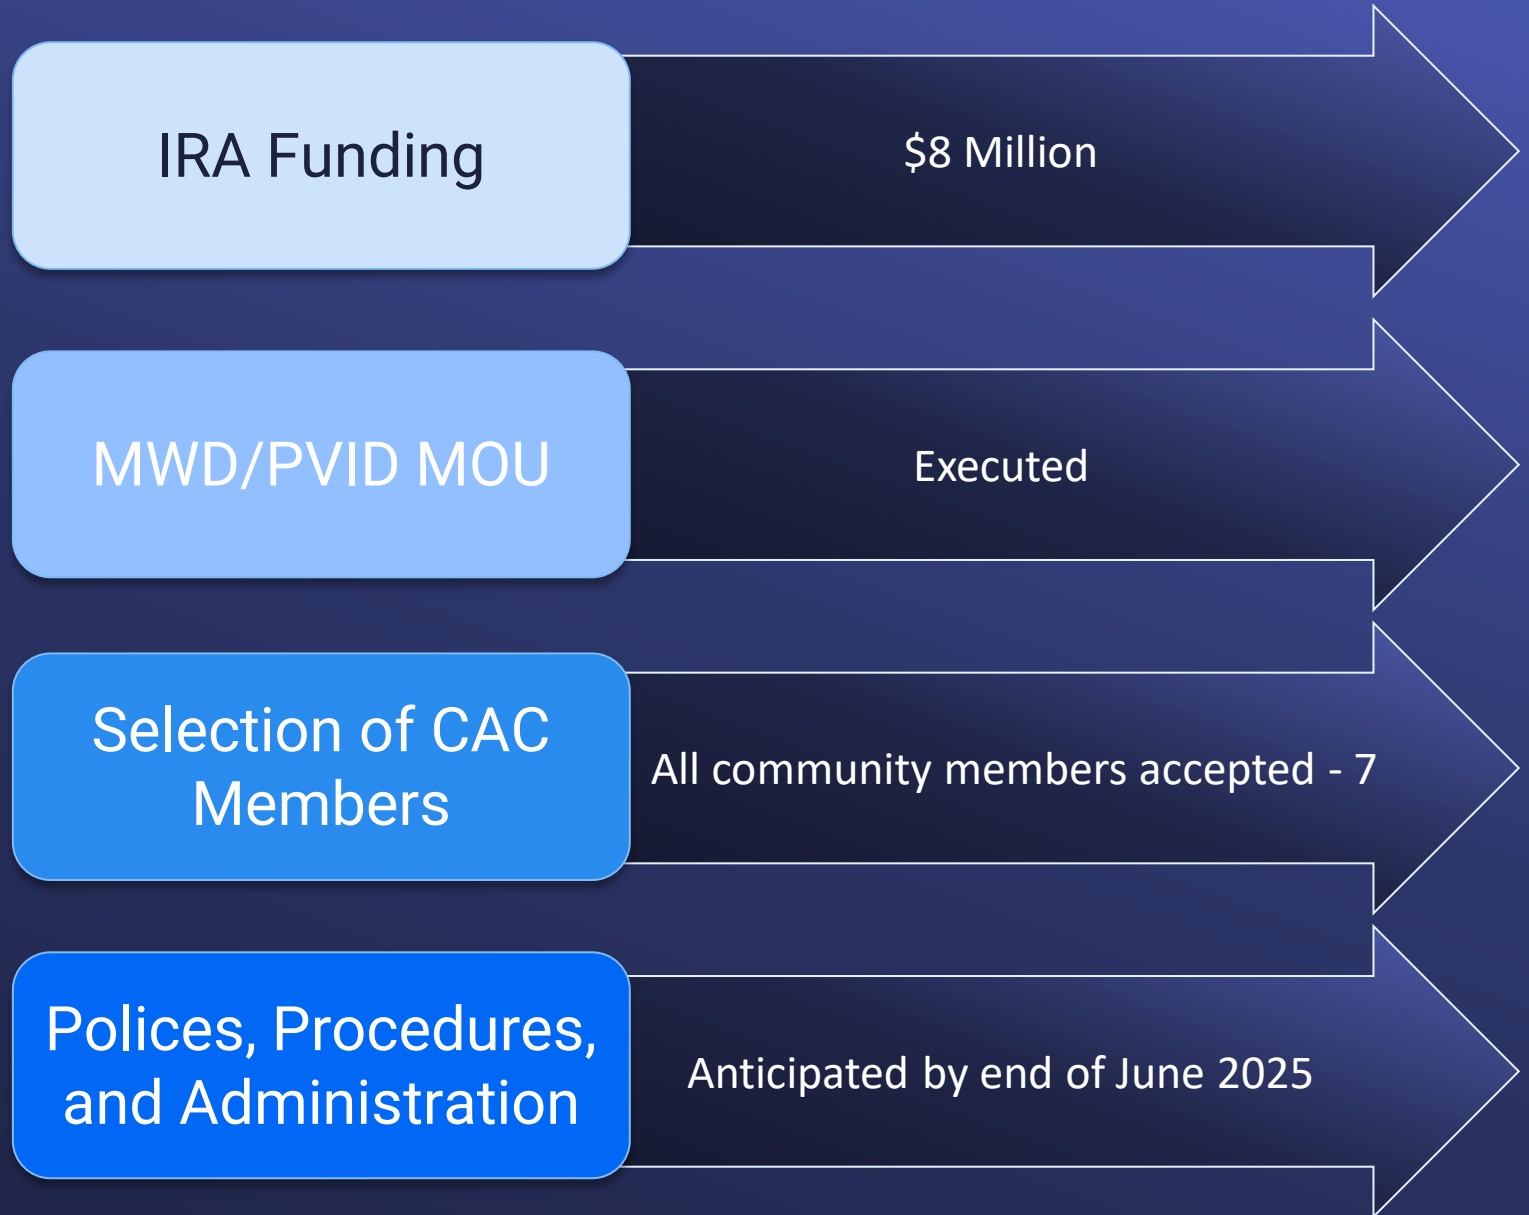 IRA Funding
$8 Million
MWD/PVID MOU
Executed
Selection of CAC
Members
All community members accepted - 7
Polices, Procedures,
and Administration
Anticipated by end of June 2025